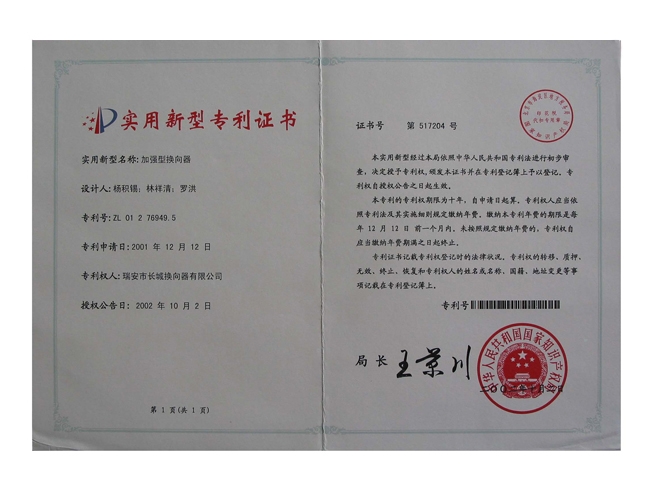 实用新型专利证书
实用新型名称: 加强型换向器
设计人: 杨积锡; 林祥清; 罗洪
专利号: ZL 01 2 76949.5
专利申请日: 2001 年 12 月 12 日
专利权人: 瑞安市长城换向器有限公司
授权公告日: 2002 年 10 月 2 日
第 1 页(共 1 页)
证书号 第 517204 号
本实用新型经过本局依照中华人民共和国专利法进行初步审
查, 决定授予专利权, 颁发本证书并在专利登记簿上予以登记。专利
权自授权公告之日起生效。
本专利的专利权期限为十年, 自申请日起算。专利权人应当依
照专利法及其实施细则规定缴纳年费。缴纳本专利年费的期限是每
年 12 月 12 日前一个月内。未按照规定缴纳年费的, 专利权自
应当缴纳年费期满之日起终止。
专利证书记载专利权登记时的法律状况。专利权的转移、质押、
无效、终止、恢复和专利权人的姓名或名称、国籍、地址变更等事
项记载在专利登记簿上。
专利号
局长 王景川
中华人民共和国国家知识产权局